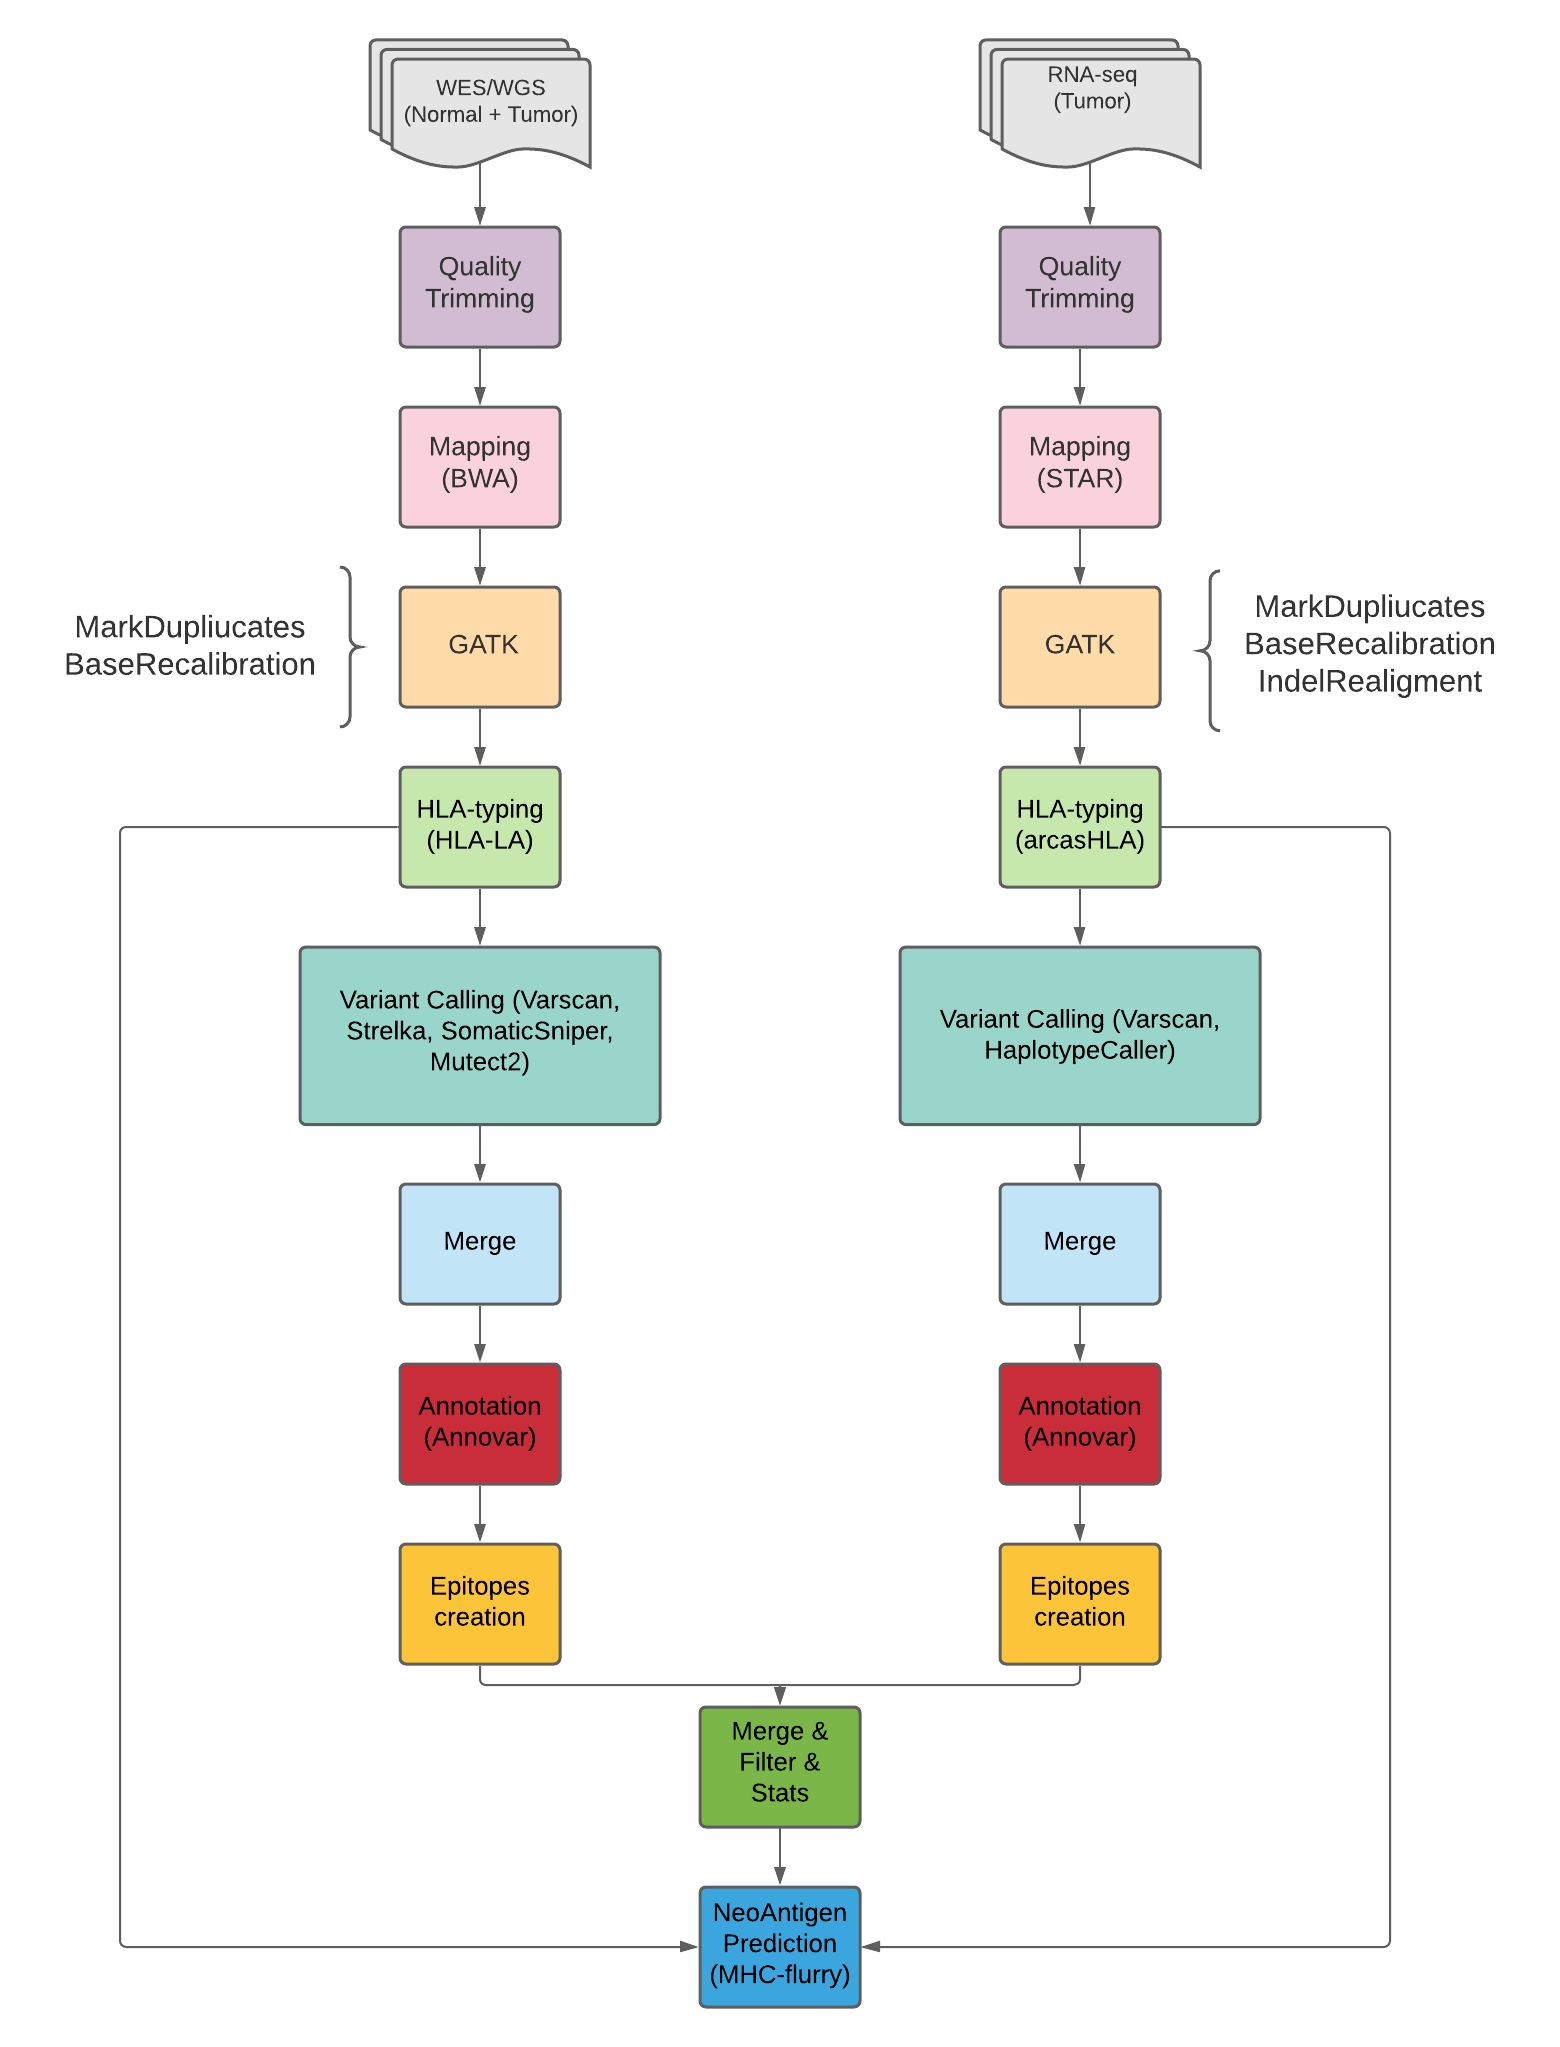 WES/WGS
(Normal + Tumor)
RNA-seq
(Tumor)
Quality
Trimming
Quality
Trimming
Mapping
(BWA)
Mapping
(STAR)
MarkDupliucates
BaseRecalibration
GATK
GATK
MarkDupliucates
BaseRecalibration
IndelRealigment
HLA-typing
(HLA-LA)
HLA-typing
(arcasHLA)
Variant Calling (Varscan,
Strelka, SomaticSniper,
Mutect2)
Variant Calling (Varscan,
HaplotypeCaller)
Merge
Merge
Annotation
(Annovar)
Annotation
(Annovar)
Epitopes
creation
Epitopes
creation
Merge &
Filter &
Stats
NeoAntigen
Prediction
(MHC-flurry)